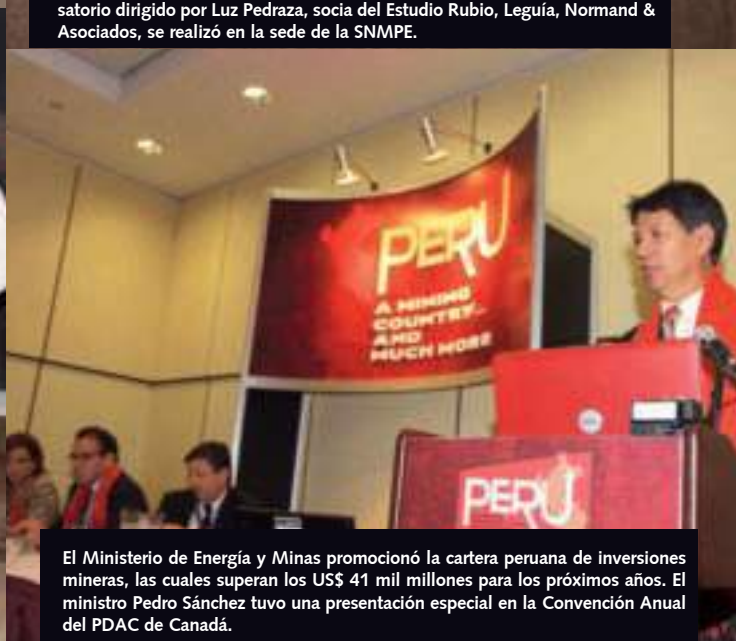 satorio dirigido por Luz Pedraza, socia del Estudio Rubio, Leguía, Normand &
Asociados, se realizó en la sede de la SNMPE.
PERU
A MINING
COUNTRY...
AND
MUCH MORE
PERU
El Ministerio de Energía y Minas promocionó la cartera peruana de inversiones
mineras, las cuales superan los US$ 41 mil millones para los próximos años. El
ministro Pedro Sánchez tuvo una presentación especial en la Convención Anual
del PDAC de Canadá.